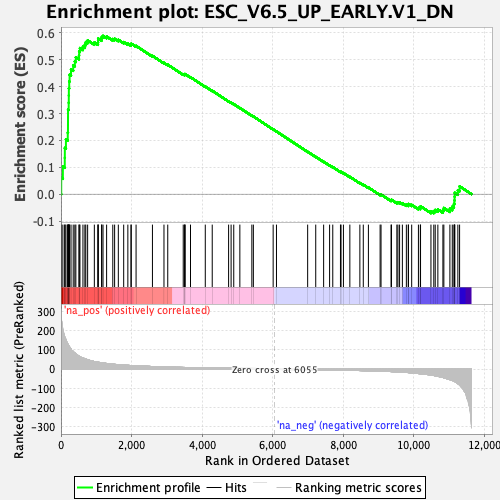 Enrichment plot: ESC_V6.5_UP_EARLY.V1_DN
Enrichment score (ES)
0.6
0.5
0.4
0.3
0.2
0.1
0.0
-0.1
'na_pos' (positively correlated)
Ranked list metric (PreRanked)
300
200
100
0
-100
-200
-300
Zero cross at 6055
'na_neg' (negatively correlated)
0
2,000
4,000
6,000
8,000
10,000
12,000
Rank in Ordered Dataset
Enrichment profile
Hits
Ranking metric scores